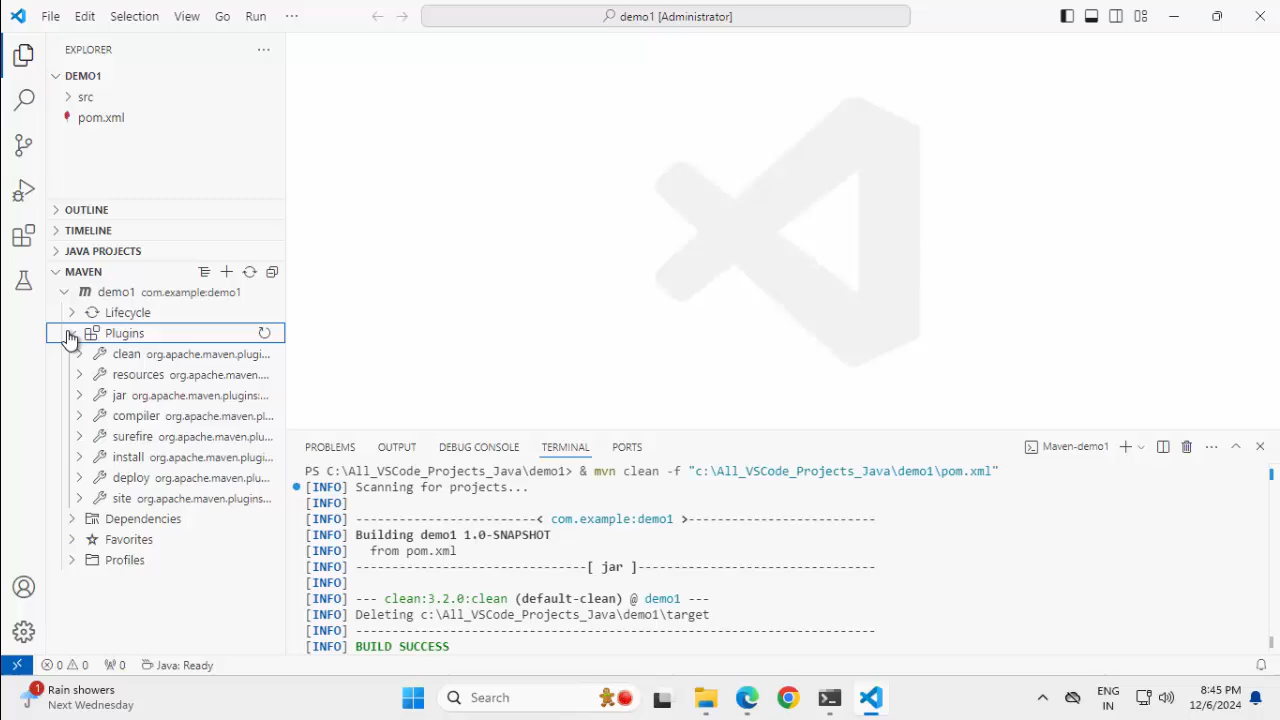 File Edit Selection View Go Run ··· demo1 [Administrator]
EXPLORER ···
DEMO1
src
pom.xml
OUTLINE
TIMELINE
JAVA PROJECTS
MAVEN
demo1 com.example:demo1
Lifecycle
Plugins
clean org.apache.maven.plugi...
resources org.apache.maven....
jar org.apache.maven.plugins:...
compiler org.apache.maven.pl...
surefire org.apache.maven.plu...
install org.apache.maven.plugi...
deploy org.apache.maven.plu...
site org.apache.maven.plugins...
Dependencies
Favorites
Profiles
PROBLEMS OUTPUT DEBUG CONSOLE TERMINAL PORTS Maven-demo1
PS C:\All_VSCode_Projects_Java\demo1> & mvn clean -f "c:\All_VSCode_Projects_Java\demo1\pom.xml"
[INFO] Scanning for projects...
[INFO]
[INFO] -----------------------< com.example:demo1 >------------------------
[INFO] Building demo1 1.0-SNAPSHOT
[INFO]   from pom.xml
[INFO] --------------------------------[ jar ]---------------------------------
[INFO]
[INFO] --- clean:3.2.0:clean (default-clean) @ demo1 ---
[INFO] Deleting c:\All_VSCode_Projects_Java\demo1\target
[INFO] ------------------------------------------------------------------------
[INFO] BUILD SUCCESS
0 0 0 Java: Ready
1 Rain showers
Next Wednesday
Search
ENG
IN
8:45 PM
12/6/2024